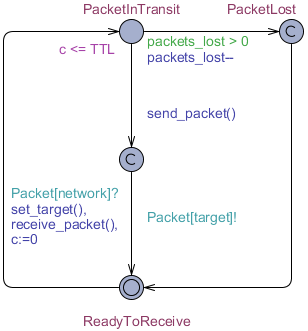 PacketInTransit
PacketLost
c <= TTL
packets_lost > 0
packets_lost--
send_packet()
C
C
Packet[network]?
set_target(),
receive_packet(),
c:=0
Packet[target]!
ReadyToReceive